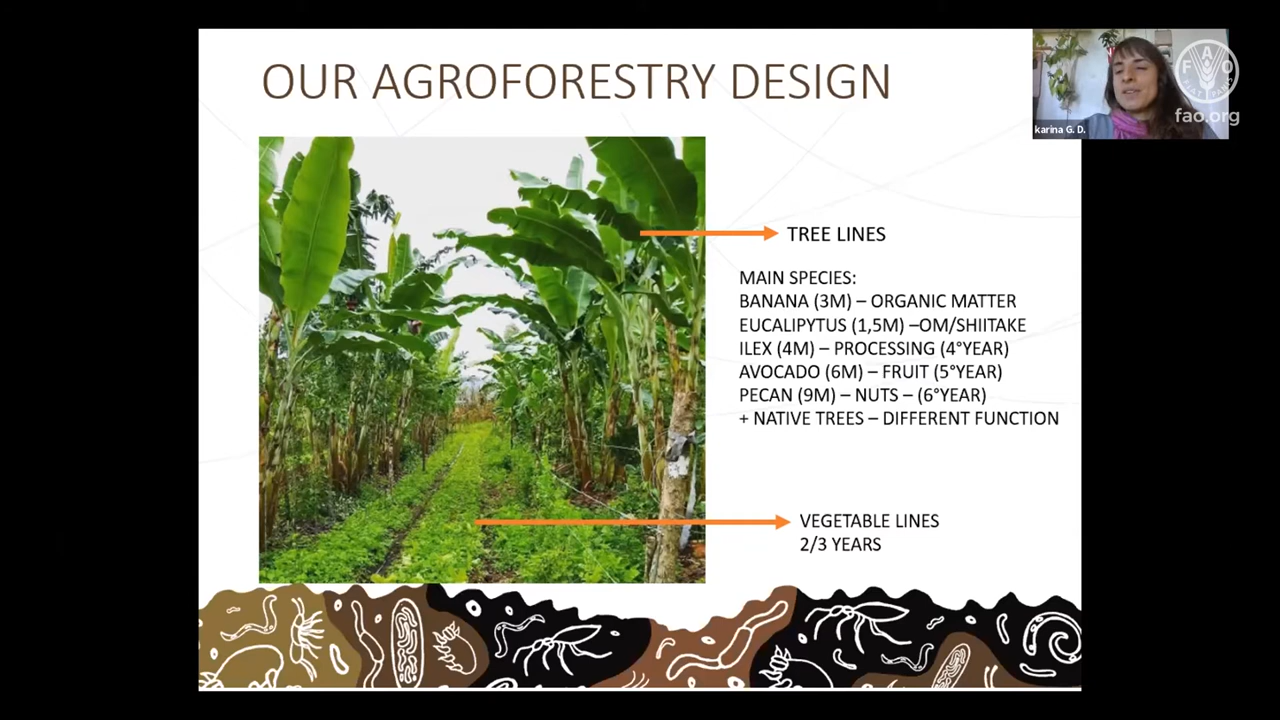 OUR AGROFORESTRY DESIGN
karina G. D.
FAO
fao.org
TREE LINES
MAIN SPECIES:
BANANA (3M) – ORGANIC MATTER
EUCALIPYTUS (1,5M) –OM/SHIITAKE
ILEX (4M) – PROCESSING (4°YEAR)
AVOCADO (6M) – FRUIT (5°YEAR)
PECAN (9M) – NUTS – (6°YEAR)
+ NATIVE TREES – DIFFERENT FUNCTION
VEGETABLE LINES
2/3 YEARS